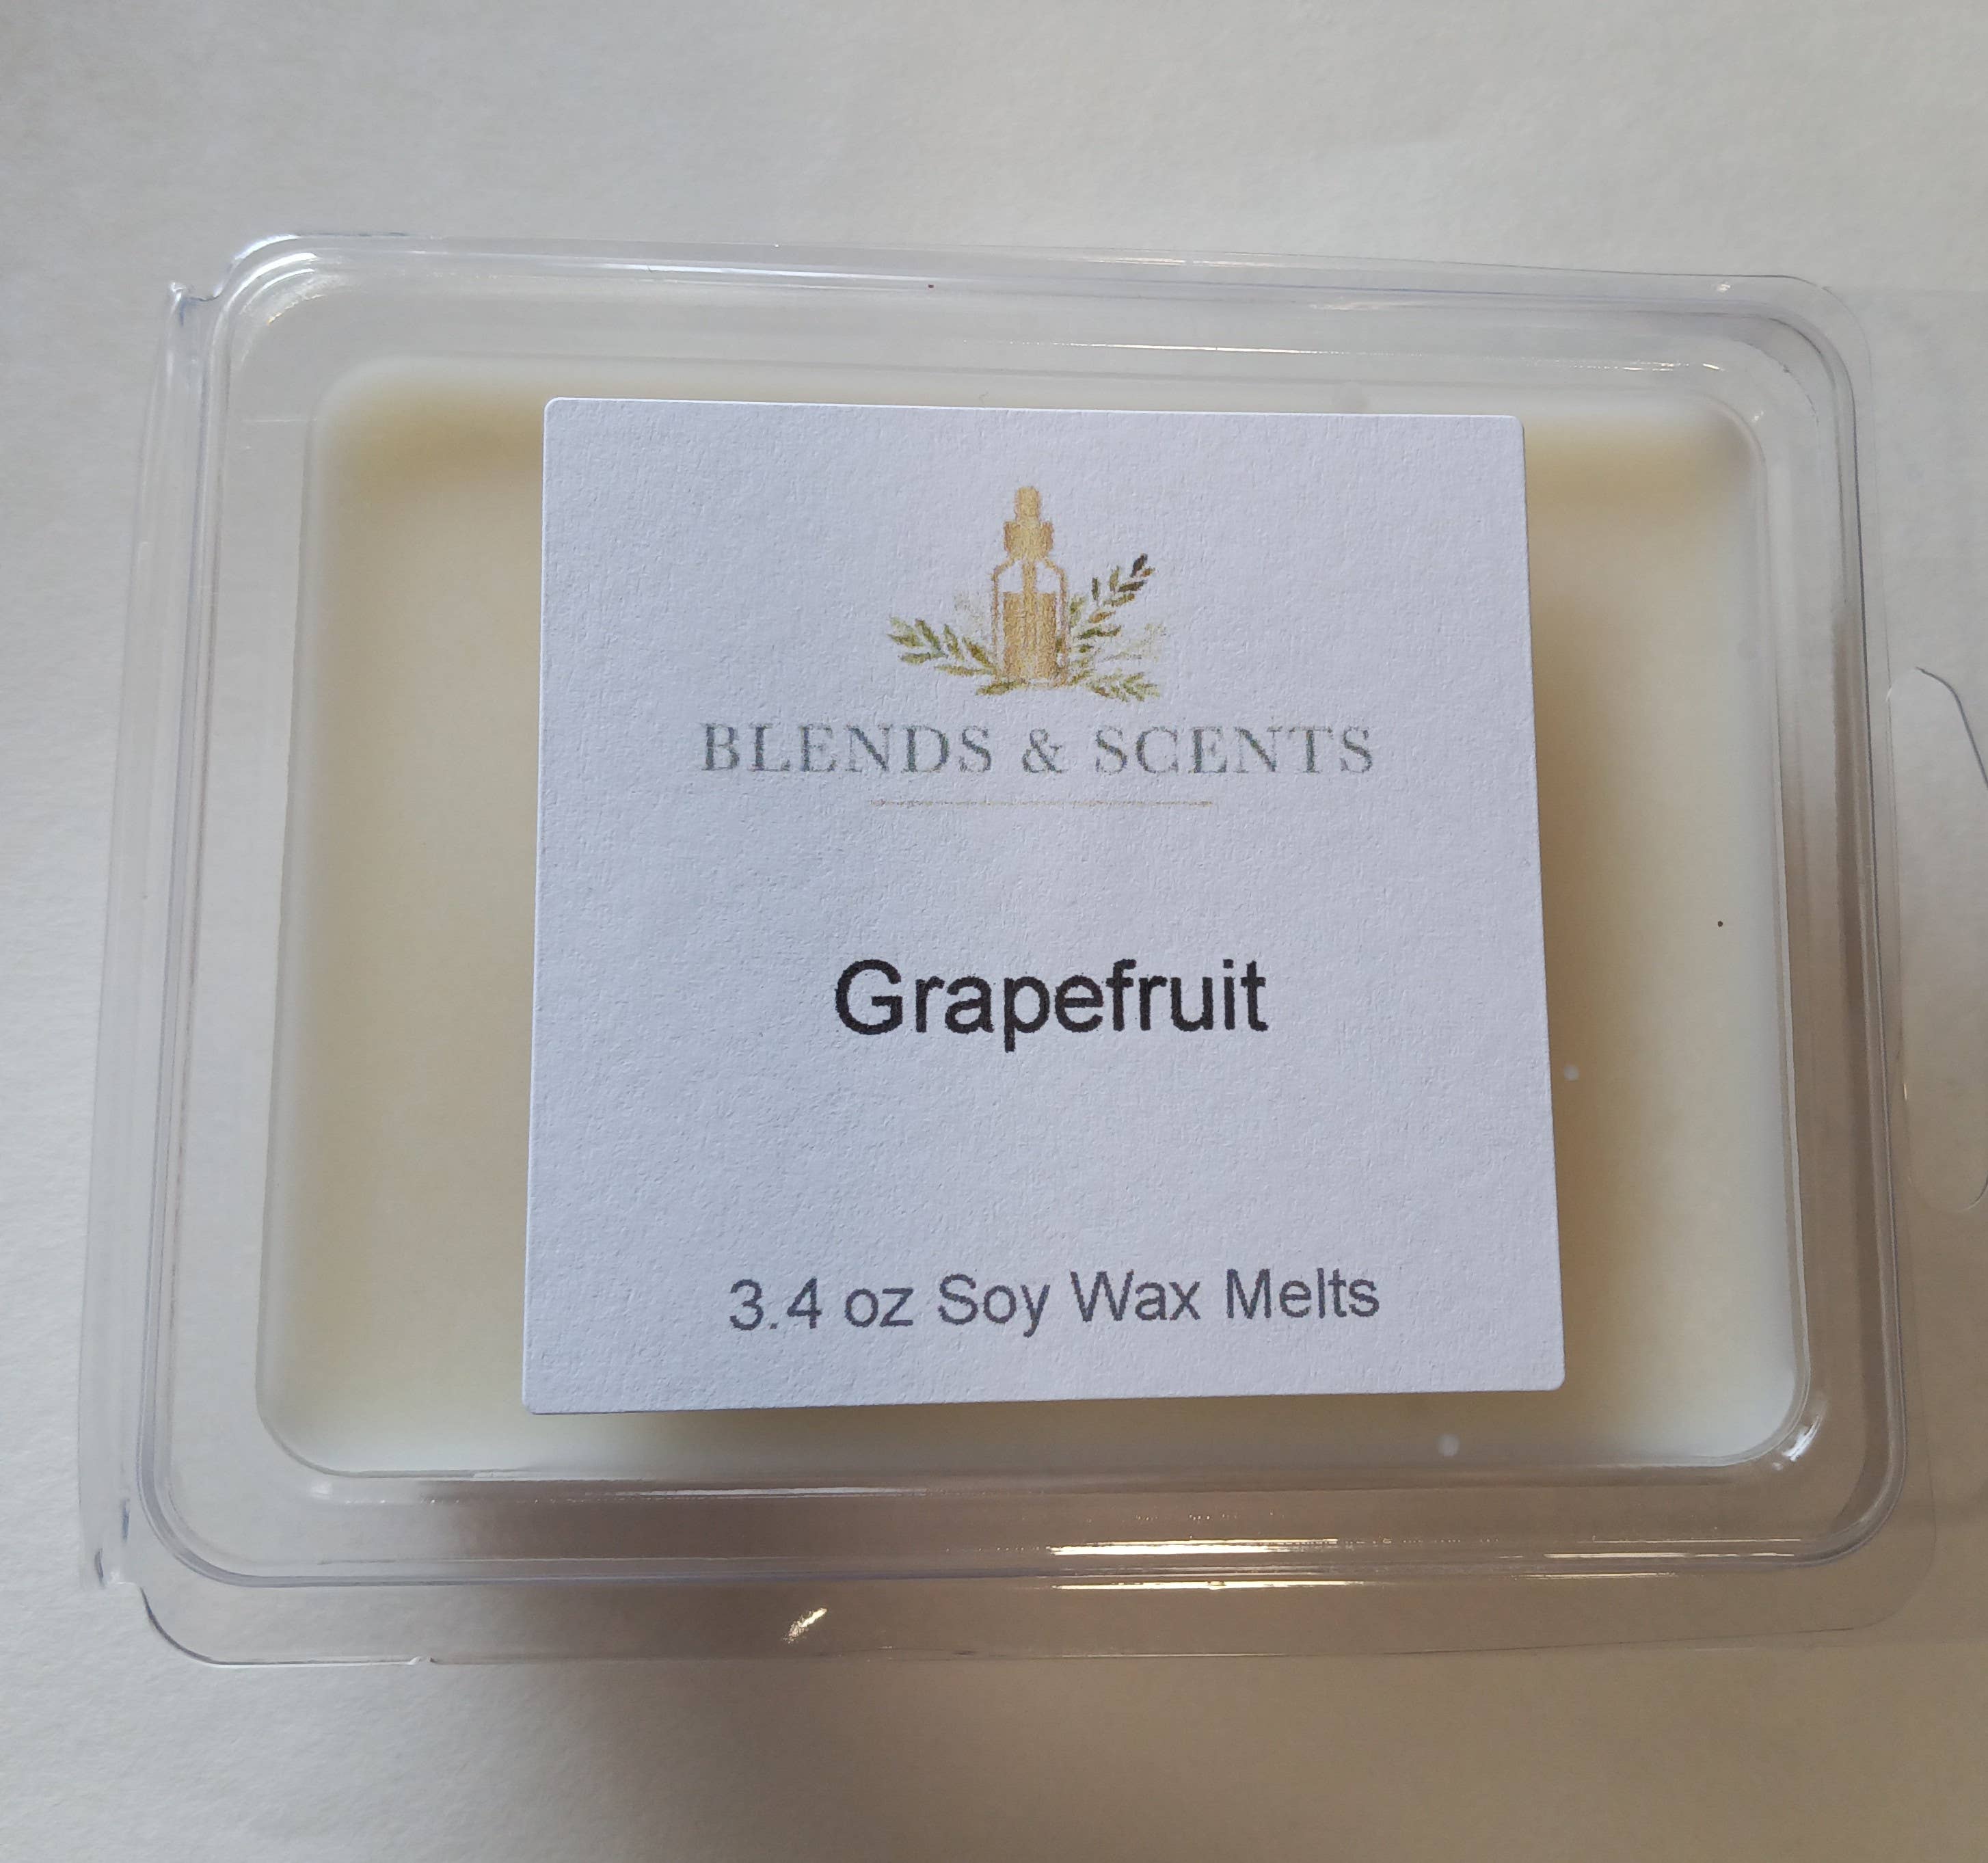 BLENDS & SCENTS
Grapefruit
3.4 oz Soy Wax Melts